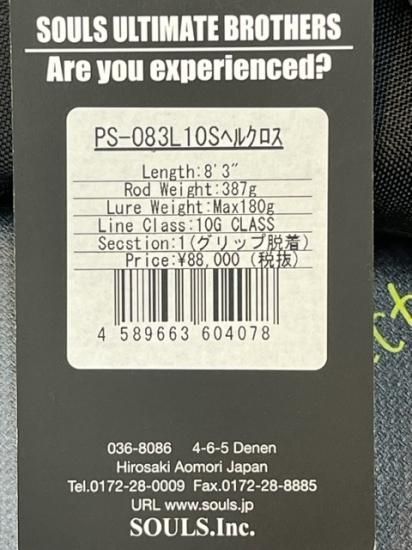 SOULS ULTIMATE BROTHERS
Are you experienced?
PS-083L10Sヘルクロス
Length:8'3"
Rod Weight:387g
Lure Weight:Max180g
Line Class:10G CLASS
Secstion:1(グリップ脱着)
Price:¥88,000 (税抜)
4 589663 604078
036-8086 4-6-5 Denen
Hirosaki Aomori Japan
Tel.0172-28-0009 Fax.0172-28-8885
URL www.souls.jp
SOULS.Inc.